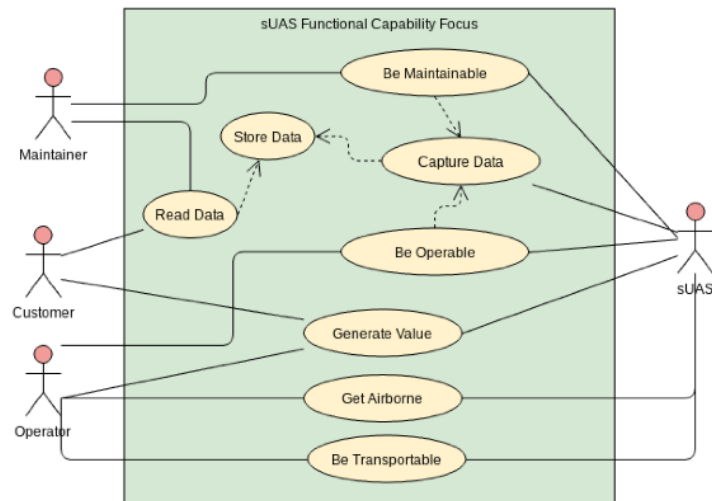 sUAS Functional Capability Focus
Be Maintainable
Maintainer
Store Data
Capture Data
Read Data
Be Operable
Customer
sUAS
Generate Value
Get Airborne
Operator
Be Transportable